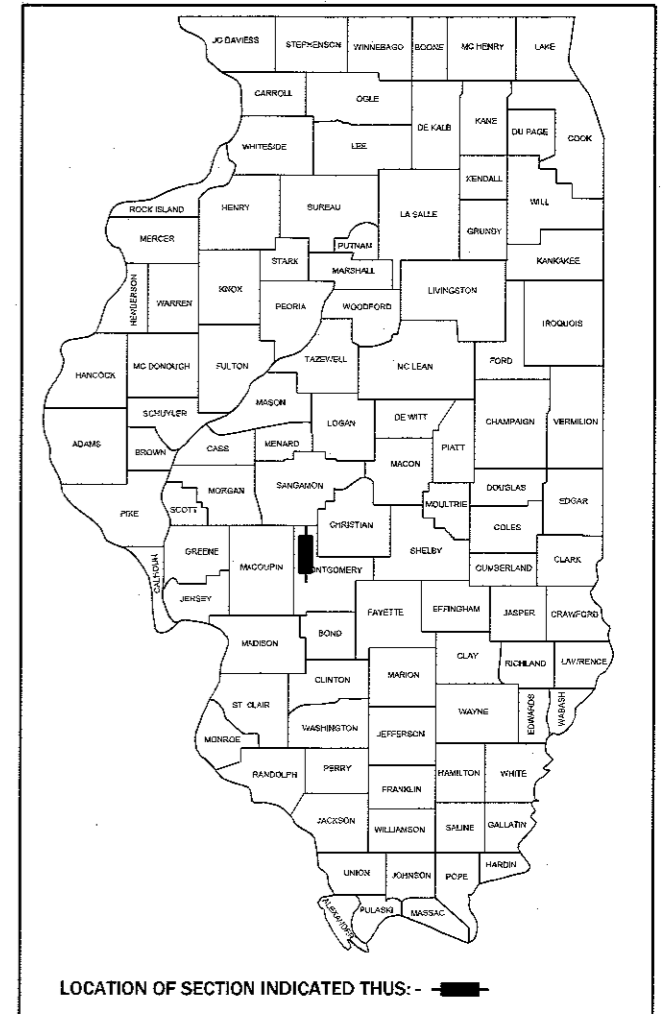 JO DAVIESS STEPHENSON WINNEBAGO BOONE MC HENRY LAKE
CARROLL OGLE DE KALB KANE DU PAGE COOK
WHITESIDE LEE KENDALL WILL
ROCK ISLAND HENRY BUREAU LA SALLE GRUNDY
MERCER PUTNAM KANKAKEE
STARK MARSHALL
HENDERSON WARREN KNOX PEORIA WOODFORD LIVINGSTON IROQUOIS
HANCOCK MC DONOUGH FULTON TAZEWELL MC LEAN FORD
SCHUYLER MASON LOGAN DE WITT CHAMPAIGN VERMILION
ADAMS BROWN CASS MENARD MACON PIATT
PIKE SCOTT MORGAN SANGAMON MOULTRIE DOUGLAS EDGAR
CHRISTIAN COLES
CALHOUN GREENE MACOUPIN ONTGOMERY SHELBY CUMBERLAND CLARK
JERSEY FAYETTE EFFINGHAM JASPER CRAWFORD
MADISON BOND CLAY RICHLAND LAWRENCE
CLINTON MARION
ST CLAIR WAYNE EDWARDS WABASH
MONROE WASHINGTON JEFFERSON
RANDOLPH PERRY HAMILTON WHITE
FRANKLIN
JACKSON WILLIAMSON SALINE GALLATIN
UNION JOHNSON POPE HARDIN
ALEXANDER PULASKI MASSAC
LOCATION OF SECTION INDICATED THUS: -